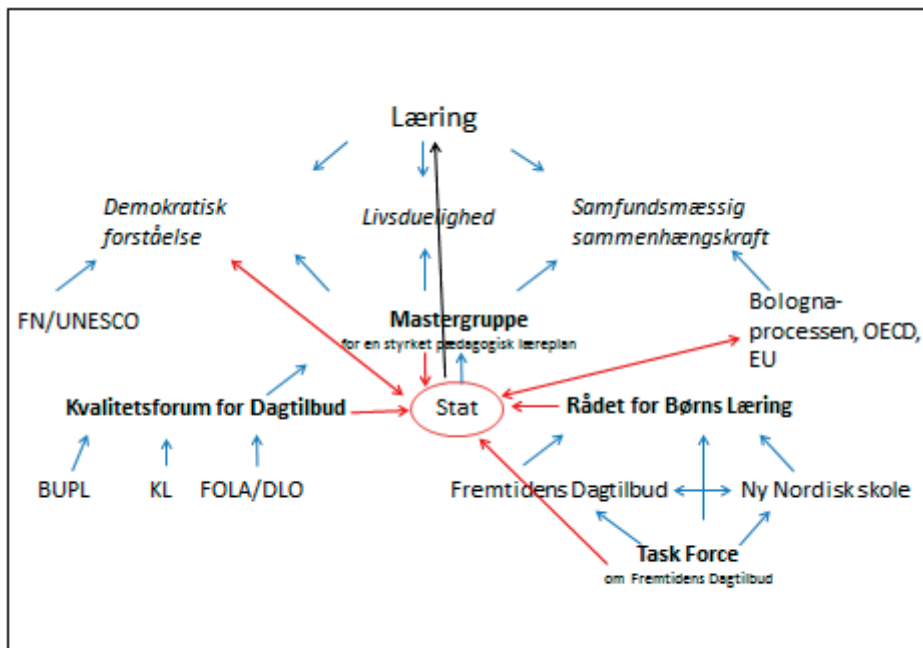 Læring
Demokratisk
forståelse
Livsduelighed
Samfundsmæssig
sammenhængskraft
FN/UNESCO
Bologna-
processen, OECD,
EU
Mastergruppe
for en styrket pædagogisk læreplan
Kvalitetsforum for Dagtilbud
Stat
Rådet for Børns Læring
BUPL
KL
FOLA/DLO
Fremtidens Dagtilbud
Ny Nordisk skole
Task Force
om Fremtidens Dagtilbud